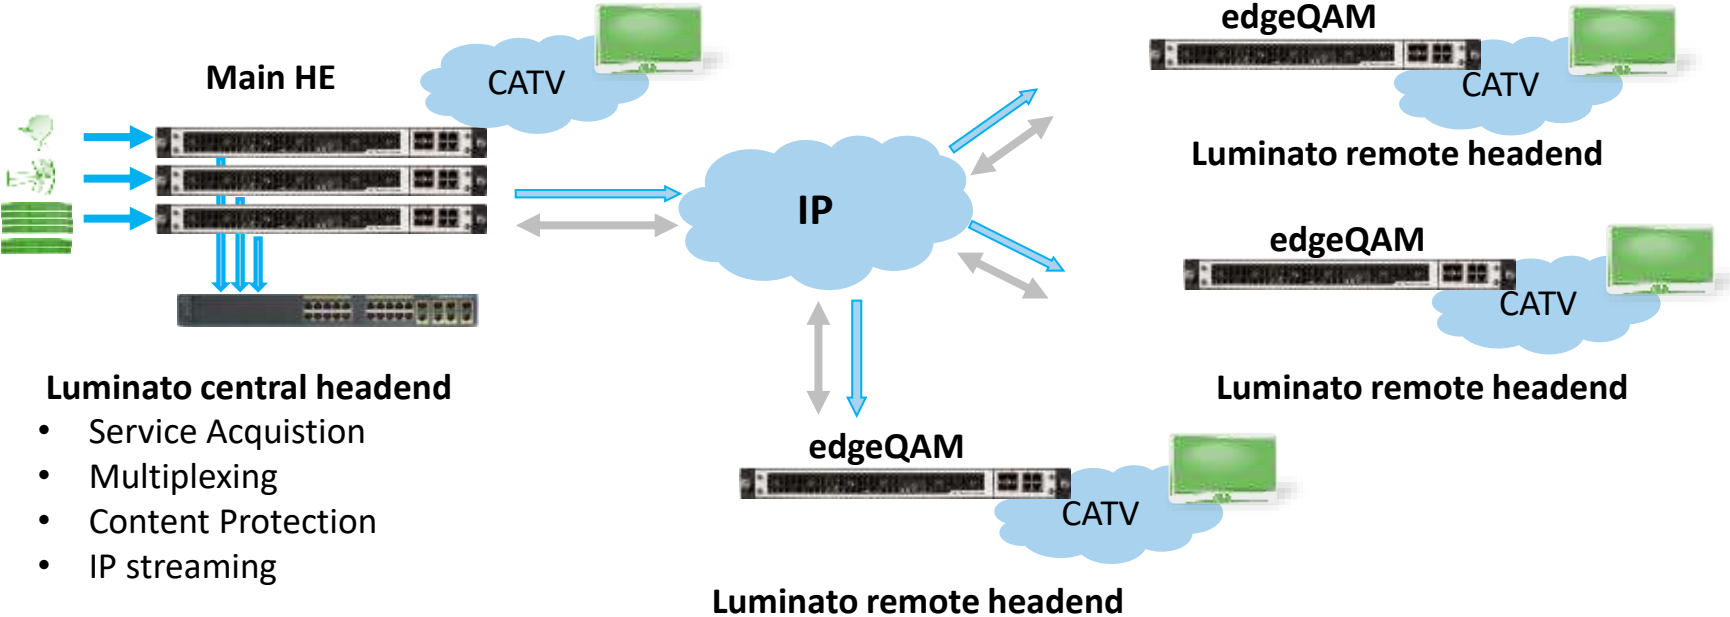 Main HE
CATV
IP
edgeQAM
CATV
Luminato remote headend
edgeQAM
CATV
Luminato remote headend
Luminato central headend
• Service Acquistion
• Multiplexing
• Content Protection
• IP streaming
edgeQAM
CATV
Luminato remote headend